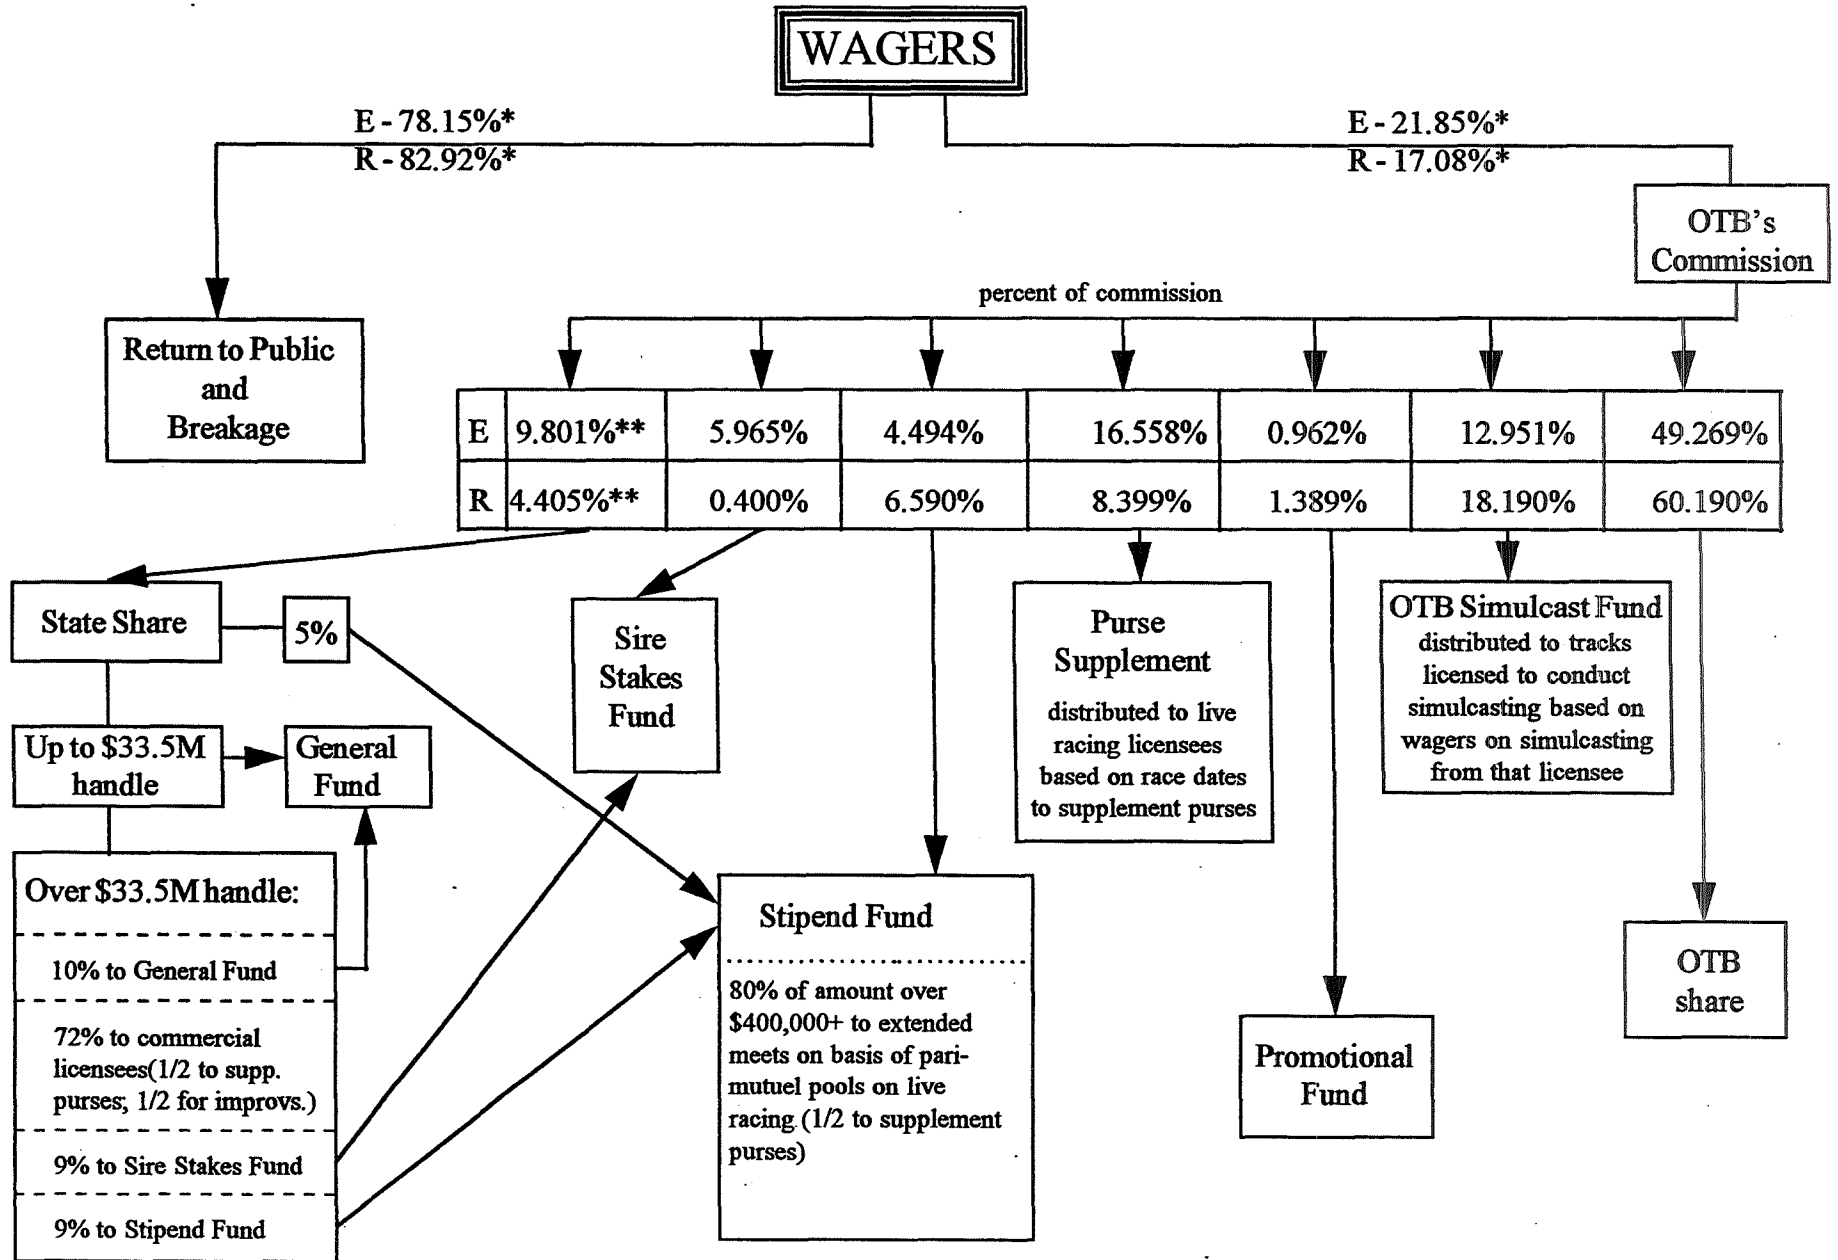 WAGERS
E - 78.15%*
R - 82.92%*
E - 21.85%*
R - 17.08%*
OTB's
Commission
percent of commission
Return to Public
and
Breakage
E 9.801%** 5.965% 4.494% 16.558% 0.962% 12.951% 49.269%
R 4.405%** 0.400% 6.590% 8.399% 1.389% 18.190% 60.190%
State Share
5%
Sire
Stakes
Fund
Purse
Supplement
distributed to live
racing licensees
based on race dates
to supplement purses
OTB Simulcast Fund
distributed to tracks
licensed to conduct
simulcasting based on
wagers on simulcasting
from that licensee
Up to $33.5M
handle
General
Fund
Over $33.5M handle:
10% to General Fund
72% to commercial
licensees(1/2 to supp.
purses; 1/2 for improvs.)
9% to Sire Stakes Fund
9% to Stipend Fund
Stipend Fund
80% of amount over
$400,000+ to extended
meets on basis of pari-
mutuel pools on live
racing. (1/2 to supplement
purses)
Promotional
Fund
OTB
share